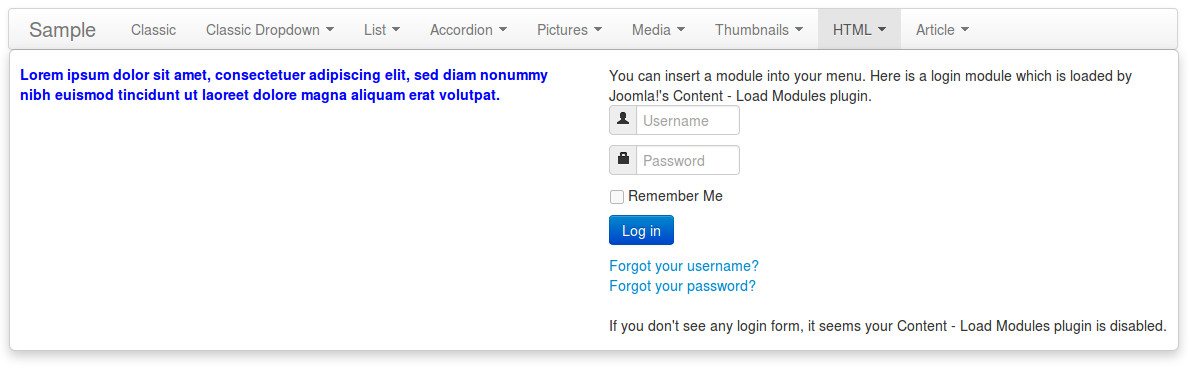 Sample Classic Classic Dropdown List Accordion Pictures Media Thumbnails HTML Article
Lorem ipsum dolor sit amet, consectetuer adipiscing elit, sed diam nonummy
nibh euismod tincidunt ut laoreet dolore magna aliquam erat volutpat.
You can insert a module into your menu. Here is a login module which is loaded by
Joomla!'s Content - Load Modules plugin.
Username
Password
Remember Me
Log in
Forgot your username?
Forgot your password?
If you don't see any login form, it seems your Content - Load Modules plugin is disabled.